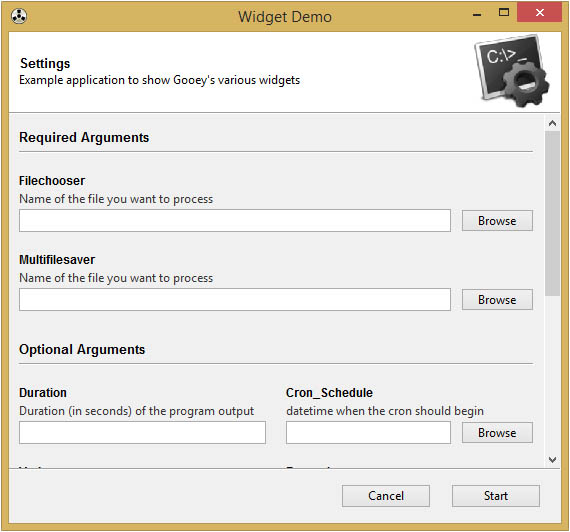 Widget Demo
Settings
Example application to show Gooey's various widgets
C:\>_
Required Arguments
Filechooser
Name of the file you want to process
Browse
Multifilesaver
Name of the file you want to process
Browse
Optional Arguments
Duration
Cron_Schedule
Duration (in seconds) of the program output
datetime when the cron should begin
Browse
Cancel
Start